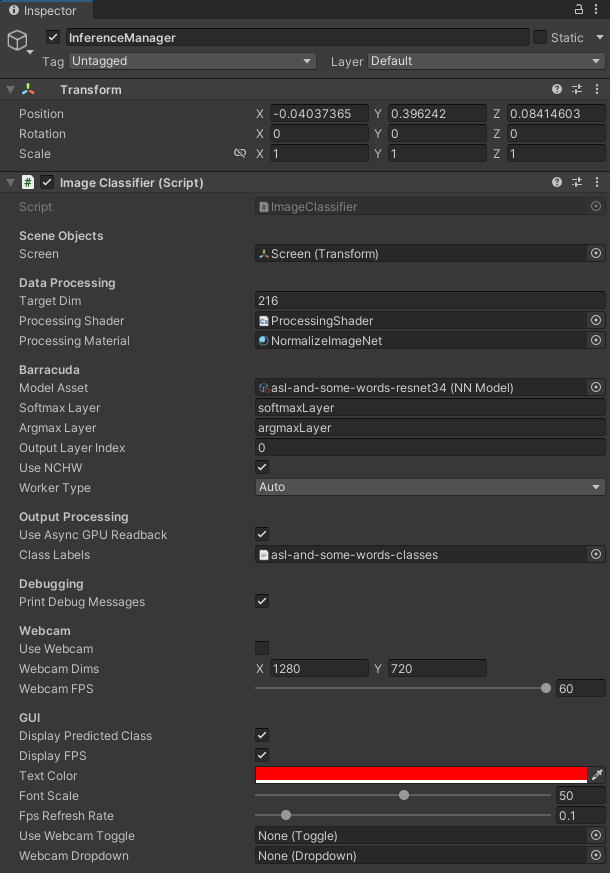 Inspector
InferenceManager Static
Tag Untagged Layer Default
Transform
Position X -0.04037365 Y 0.396242 Z 0.08414603
Rotation X 0 Y 0 Z 0
Scale X 1 Y 1 Z 1
# Image Classifier (Script)
Script # ImageClassifier
Scene Objects
Screen Screen (Transform)
Data Processing
Target Dim 216
Processing Shader ProcessingShader
Processing Material NormalizeImageNet
Barracuda
Model Asset asl-and-some-words-resnet34 (NN Model)
Softmax Layer softmaxLayer
Argmax Layer argmaxLayer
Output Layer Index 0
Use NCHW
Worker Type Auto
Output Processing
Use Async GPU Readback
Class Labels asl-and-some-words-classes
Debugging
Print Debug Messages
Webcam
Use Webcam
Webcam Dims X 1280 Y 720
Webcam FPS 60
GUI
Display Predicted Class
Display FPS
Text Color
Font Scale 50
Fps Refresh Rate 0.1
Use Webcam Toggle None (Toggle)
Webcam Dropdown None (Dropdown)